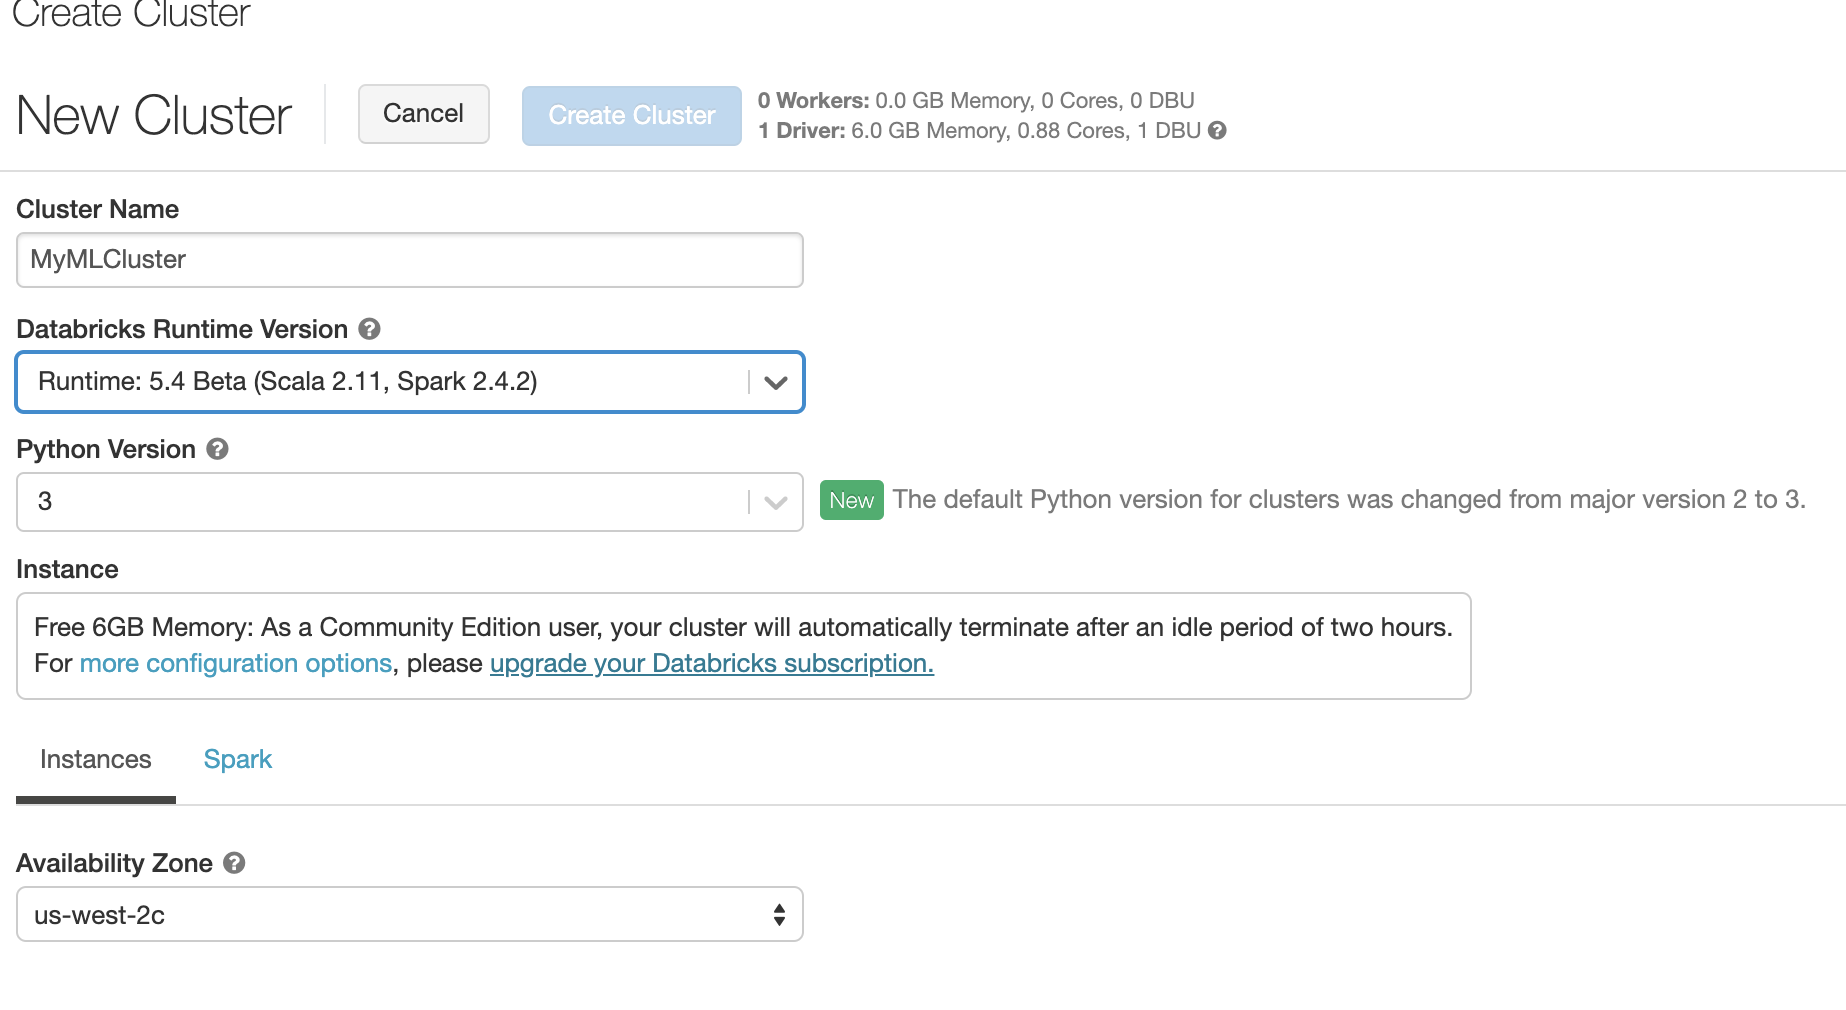 Create Cluster
New Cluster
Cancel
Create Cluster
0 Workers: 0.0 GB Memory, 0 Cores, 0 DBU
1 Driver: 6.0 GB Memory, 0.88 Cores, 1 DBU ?
Cluster Name
MyMLCluster
Databricks Runtime Version ?
Runtime: 5.4 Beta (Scala 2.11, Spark 2.4.2)
Python Version ?
3
New The default Python version for clusters was changed from major version 2 to 3.
Instance
Free 6GB Memory: As a Community Edition user, your cluster will automatically terminate after an idle period of two hours.
For more configuration options, please upgrade your Databricks subscription.
Instances Spark
Availability Zone ?
us-west-2c